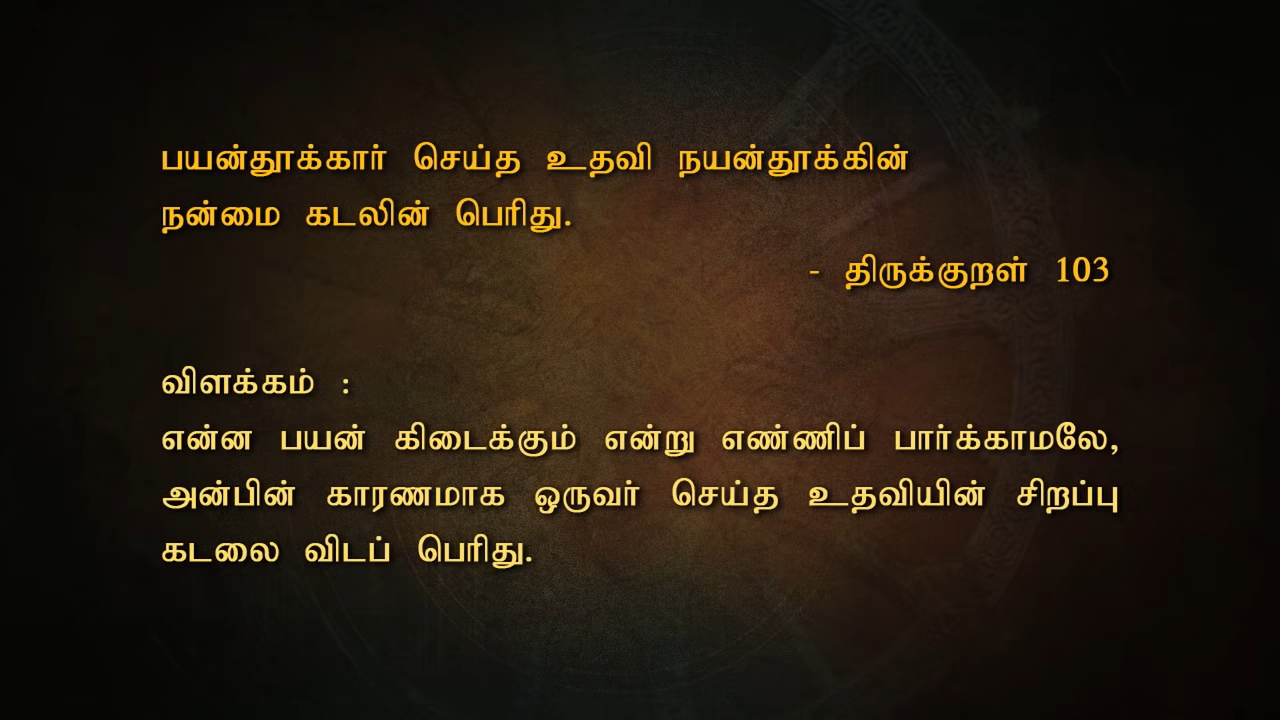 பயன்தூக்கார் செய்த உதவி நயன்தூக்கின்
நன்மை கடலின் பெரிது.
- திருக்குறள் 103
விளக்கம் :
என்ன பயன் கிடைக்கும் என்று எண்ணிப் பார்க்காமலே,
அன்பின் காரணமாக ஒருவர் செய்த உதவியின் சிறப்பு
கடலை விடப் பெரிது.